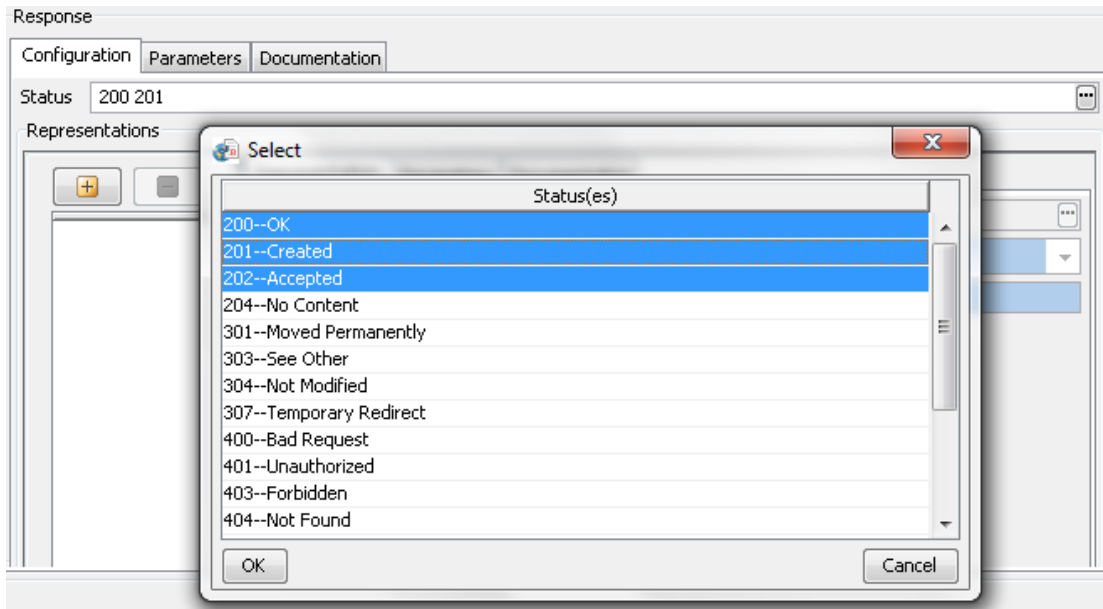 Response
Configuration Parameters Documentation
Status 200 201
Representations
Select
Status(es)
200--OK
201--Created
202--Accepted
204--No Content
301--Moved Permanently
303--See Other
304--Not Modified
307--Temporary Redirect
400--Bad Request
401--Unauthorized
403--Forbidden
404--Not Found
OK Cancel